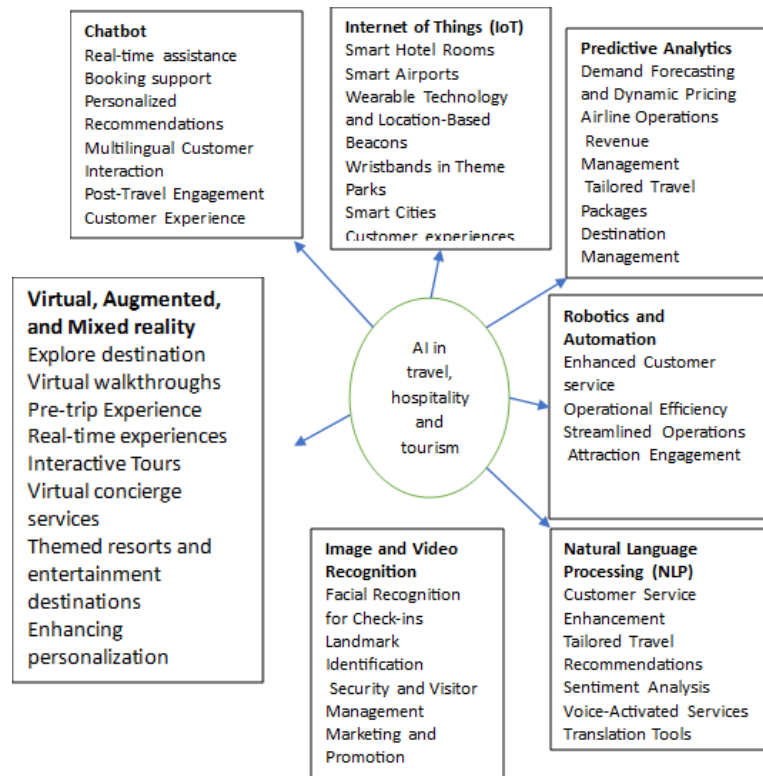 Chatbot
Real-time assistance
Booking support
Personalized
Recommendations
Multilingual Customer
Interaction
Post-Travel Engagement
Customer Experience
Internet of Things (IoT)
Smart Hotel Rooms
Smart Airports
Wearable Technology
and Location-Based
Beacons
Wristbands in Theme
Parks
Smart Cities
Customer experiences
Predictive Analytics
Demand Forecasting
and Dynamic Pricing
Airline Operations
Revenue
Management
Tailored Travel
Packages
Destination
Management
Virtual, Augmented,
and Mixed reality
Explore destination
Virtual walkthroughs
Pre-trip Experience
Real-time experiences
Interactive Tours
Virtual concierge
services
Themed resorts and
entertainment
destinations
Enhancing
personalization
AI in
travel,
hospitality
and
tourism
Robotics and
Automation
Enhanced Customer
service
Operational Efficiency
Streamlined Operations
Attraction Engagement
Image and Video
Recognition
Facial Recognition
for Check-ins
Landmark
Identification
Security and Visitor
Management
Marketing and
Promotion
Natural Language
Processing (NLP)
Customer Service
Enhancement
Tailored Travel
Recommendations
Sentiment Analysis
Voice-Activated Services
Translation Tools